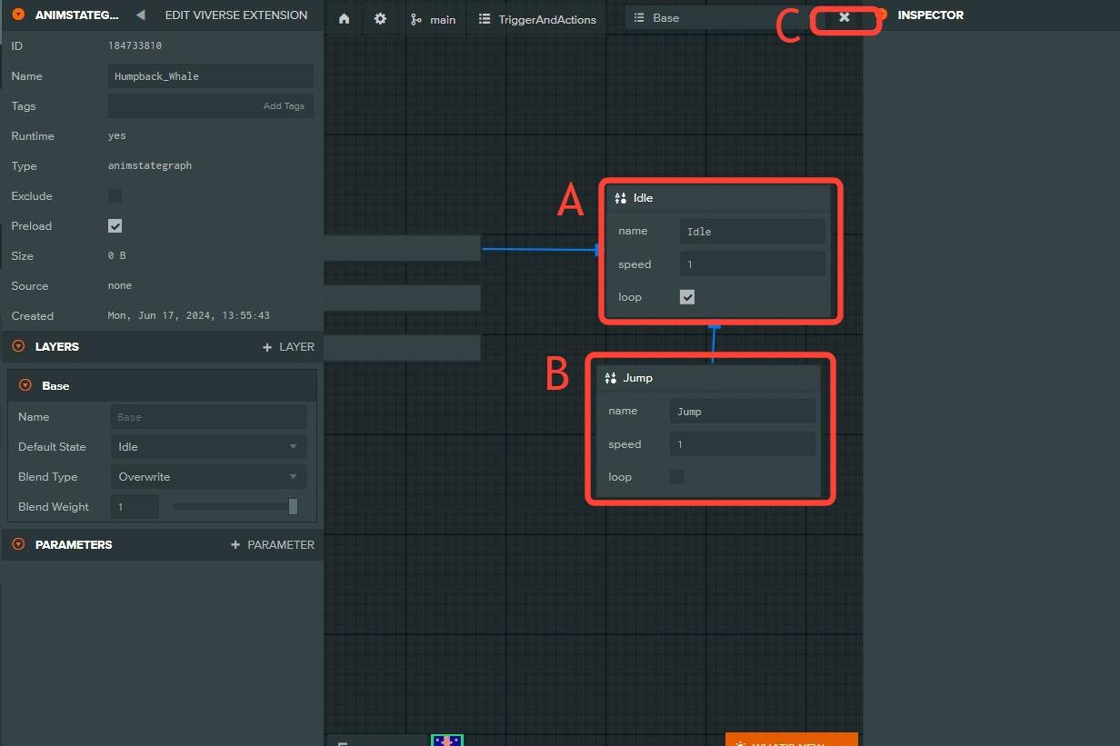 ANIMSTATEG...
EDIT VIVERSE EXTENSION
ID 184733810
Name Humpback_Whale
Tags Add Tags
Runtime yes
Type animstategraph
Exclude
Preload
Size 0 B
Source none
Created Mon, Jun 17, 2024, 13:55:43
LAYERS + LAYER
Base
Name Base
Default State Idle
Blend Type Overwrite
Blend Weight 1
PARAMETERS + PARAMETER
main
TriggerAndActions
Base
C
A
Idle
name Idle
speed 1
loop
B
Jump
name Jump
speed 1
loop
WHAT'S NEW
INSPECTOR